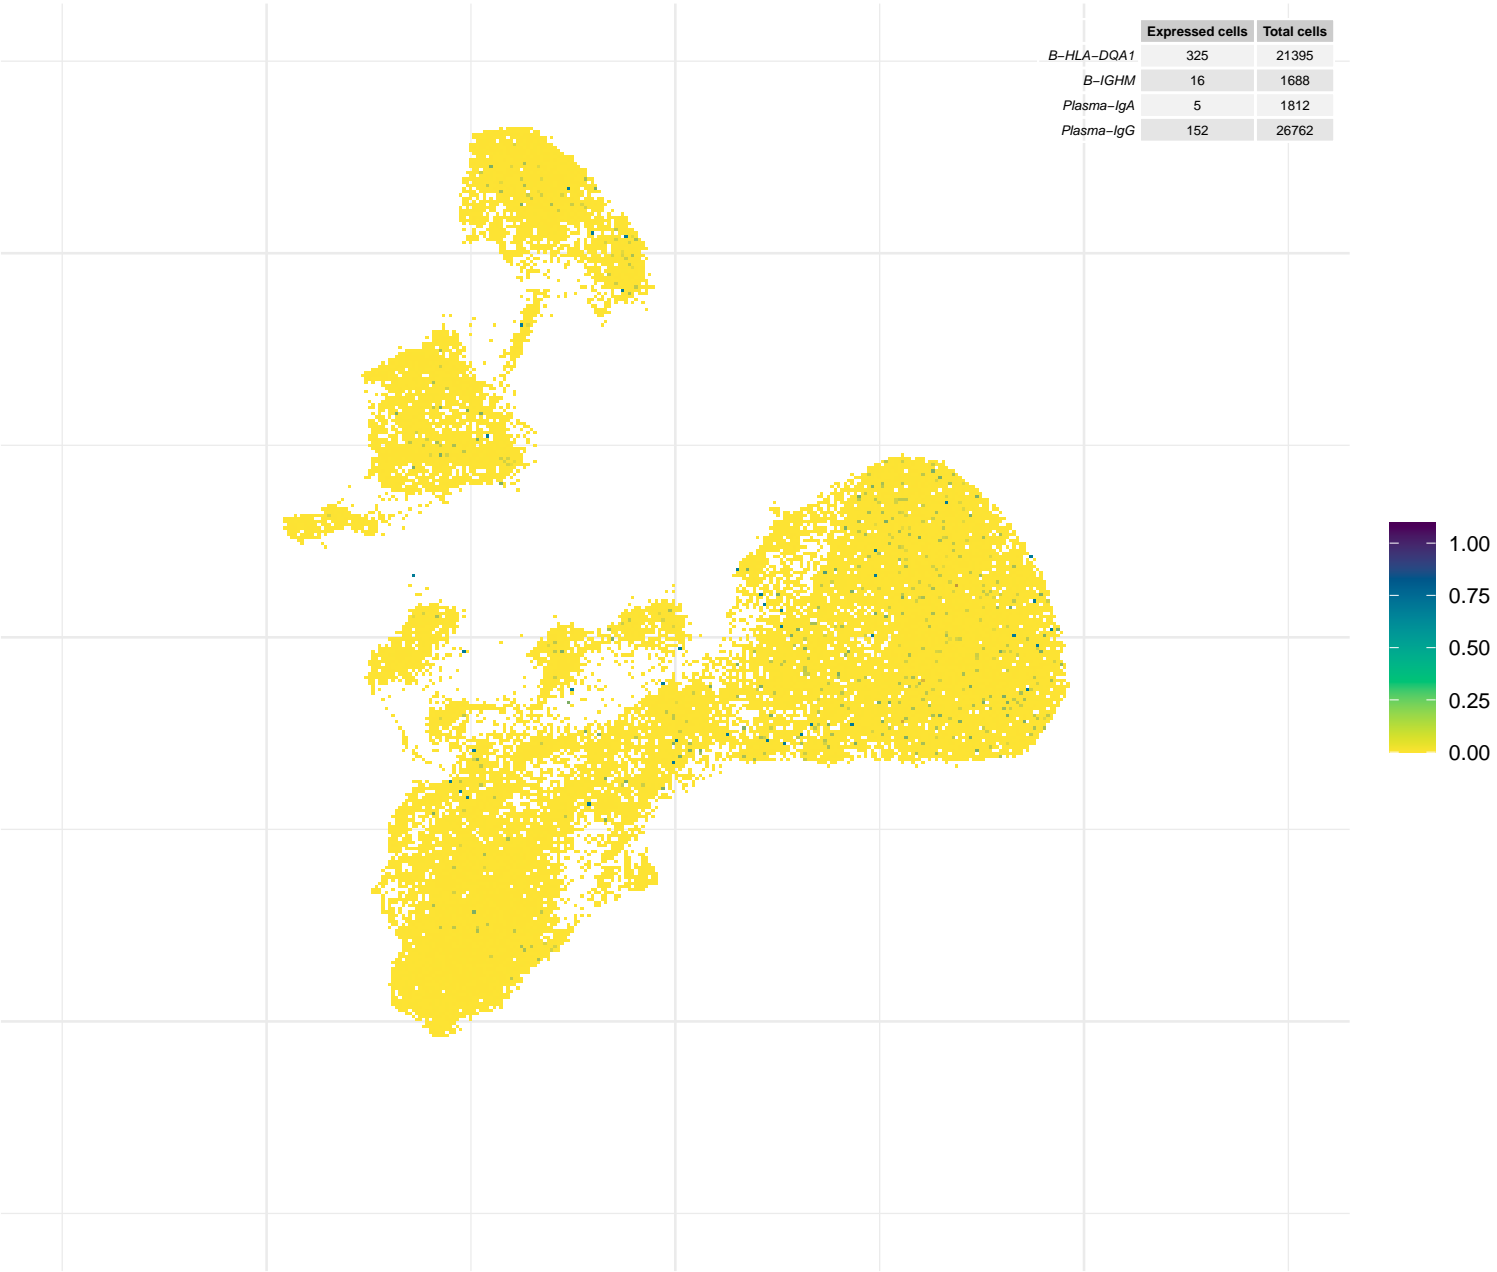 Expressed cells Total cells
B−HLA−DQA1 325 21395
B−IGHM 16 1688
Plasma−IgA 5 1812
Plasma−IgG 152 26762
1.00
0.75
0.50
0.25
0.00